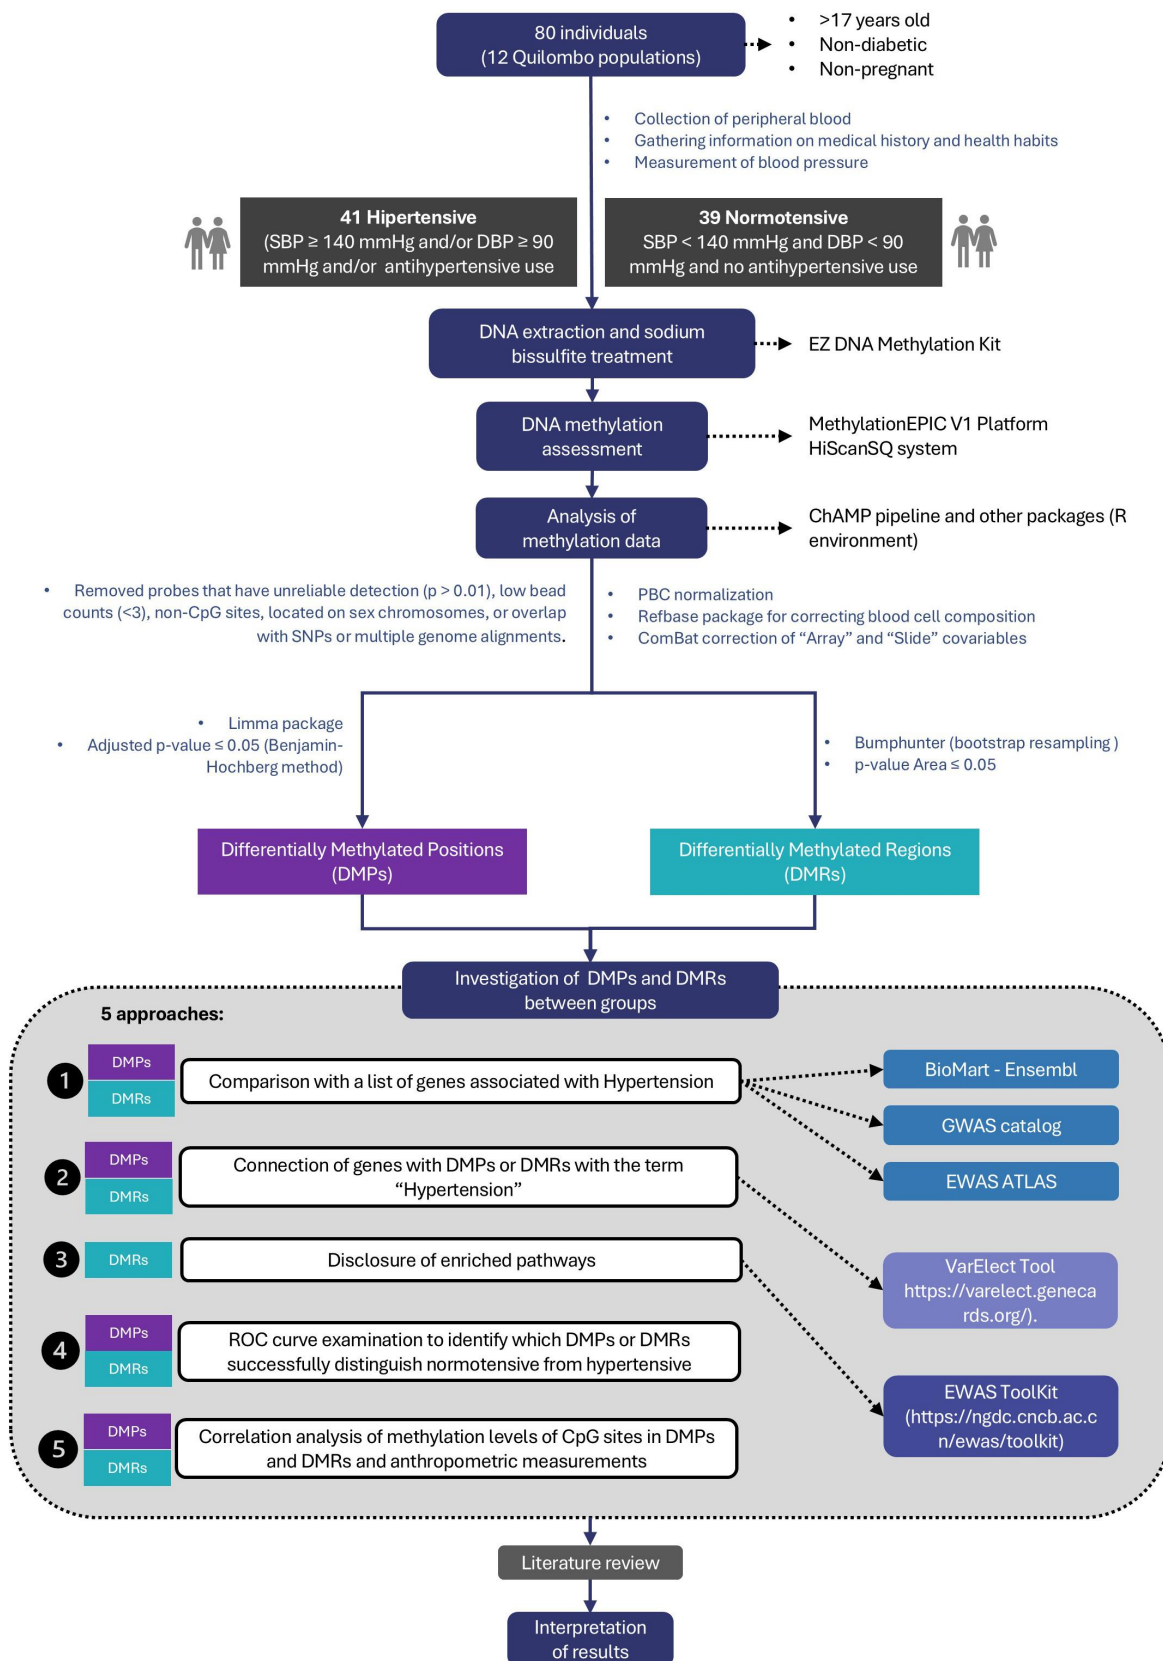 80 individuals
(12 Quilombo populations)
• >17 years old
• Non-diabetic
• Non-pregnant
• Collection of peripheral blood
• Gathering information on medical history and health habits
• Measurement of blood pressure
41 Hipertensive
(SBP ≥ 140 mmHg and/or DBP ≥ 90
mmHg and/or antihypertensive use
39 Normotensive
SBP < 140 mmHg and DBP < 90
mmHg and no antihypertensive use
DNA extraction and sodium
bissulfite treatment
EZ DNA Methylation Kit
DNA methylation
assessment
MethylationEPIC V1 Platform
HiScanSQ system
Analysis of
methylation data
ChAMP pipeline and other packages (R
environment)
• Removed probes that have unreliable detection (p > 0.01), low bead
counts (<3), non-CpG sites, located on sex chromosomes, or overlap
with SNPs or multiple genome alignments.
• PBC normalization
• Refbase package for correcting blood cell composition
• ComBat correction of “Array” and “Slide” covariables
• Limma package
• Adjusted p-value ≤ 0.05 (Benjamin-
Hochberg method)
• Bumphunter (bootstrap resampling )
• p-value Area ≤ 0.05
Differentially Methylated Positions
(DMPs)
Differentially Methylated Regions
(DMRs)
Investigation of DMPs and DMRs
between groups
5 approaches:
1
DMPs
DMRs
Comparison with a list of genes associated with Hypertension
BioMart - Ensembl
GWAS catalog
EWAS ATLAS
2
DMPs
DMRs
Connection of genes with DMPs or DMRs with the term
“Hypertension”
VarElect Tool
https://varelect.geneca
rds.org/).
3
DMRs
Disclosure of enriched pathways
EWAS ToolKit
(https://ngdc.cncb.ac.c
n/ewas/toolkit)
4
DMPs
DMRs
ROC curve examination to identify which DMPs or DMRs
successfully distinguish normotensive from hypertensive
5
DMPs
DMRs
Correlation analysis of methylation levels of CpG sites in DMPs
and DMRs and anthropometric measurements
Literature review
Interpretation
of results